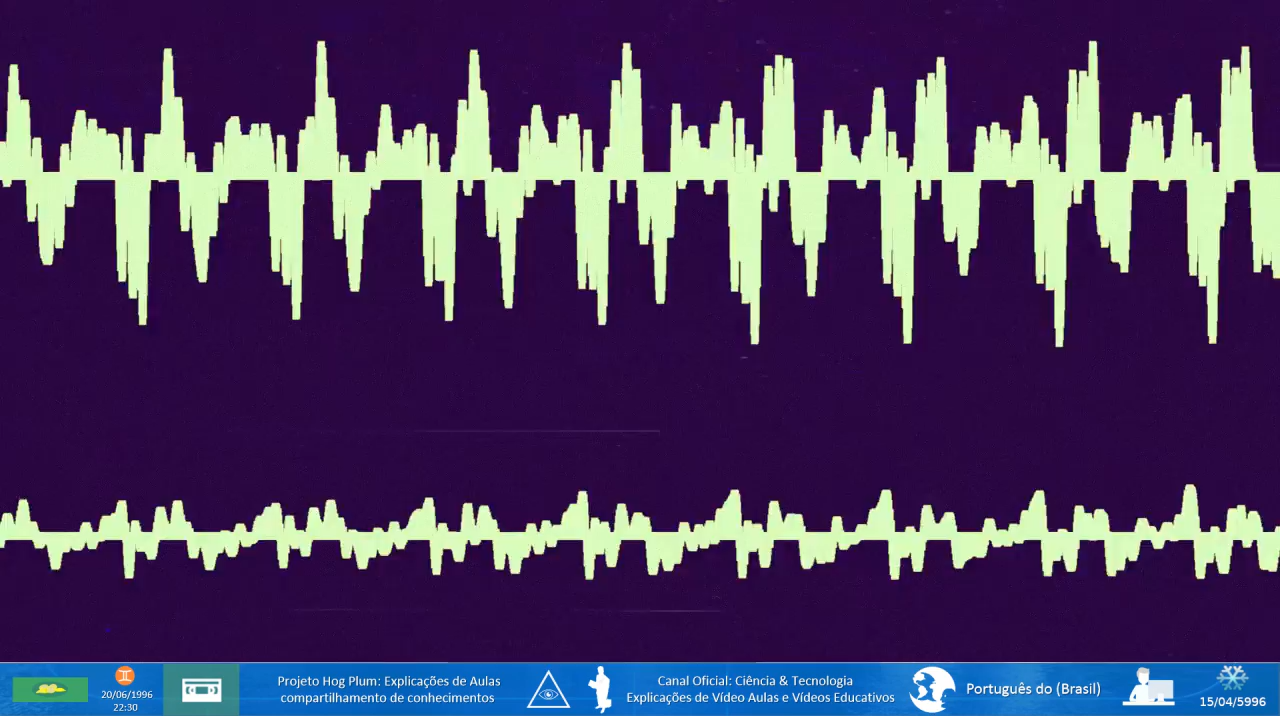 20/06/1996
22:30
Projeto Hog Plum: Explicações de Aulas
compartilhamento de conhecimentos
Canal Oficial: Ciência & Tecnologia
Explicações de Vídeo Aulas e Vídeos Educativos
Português do (Brasil)
15/04/5996